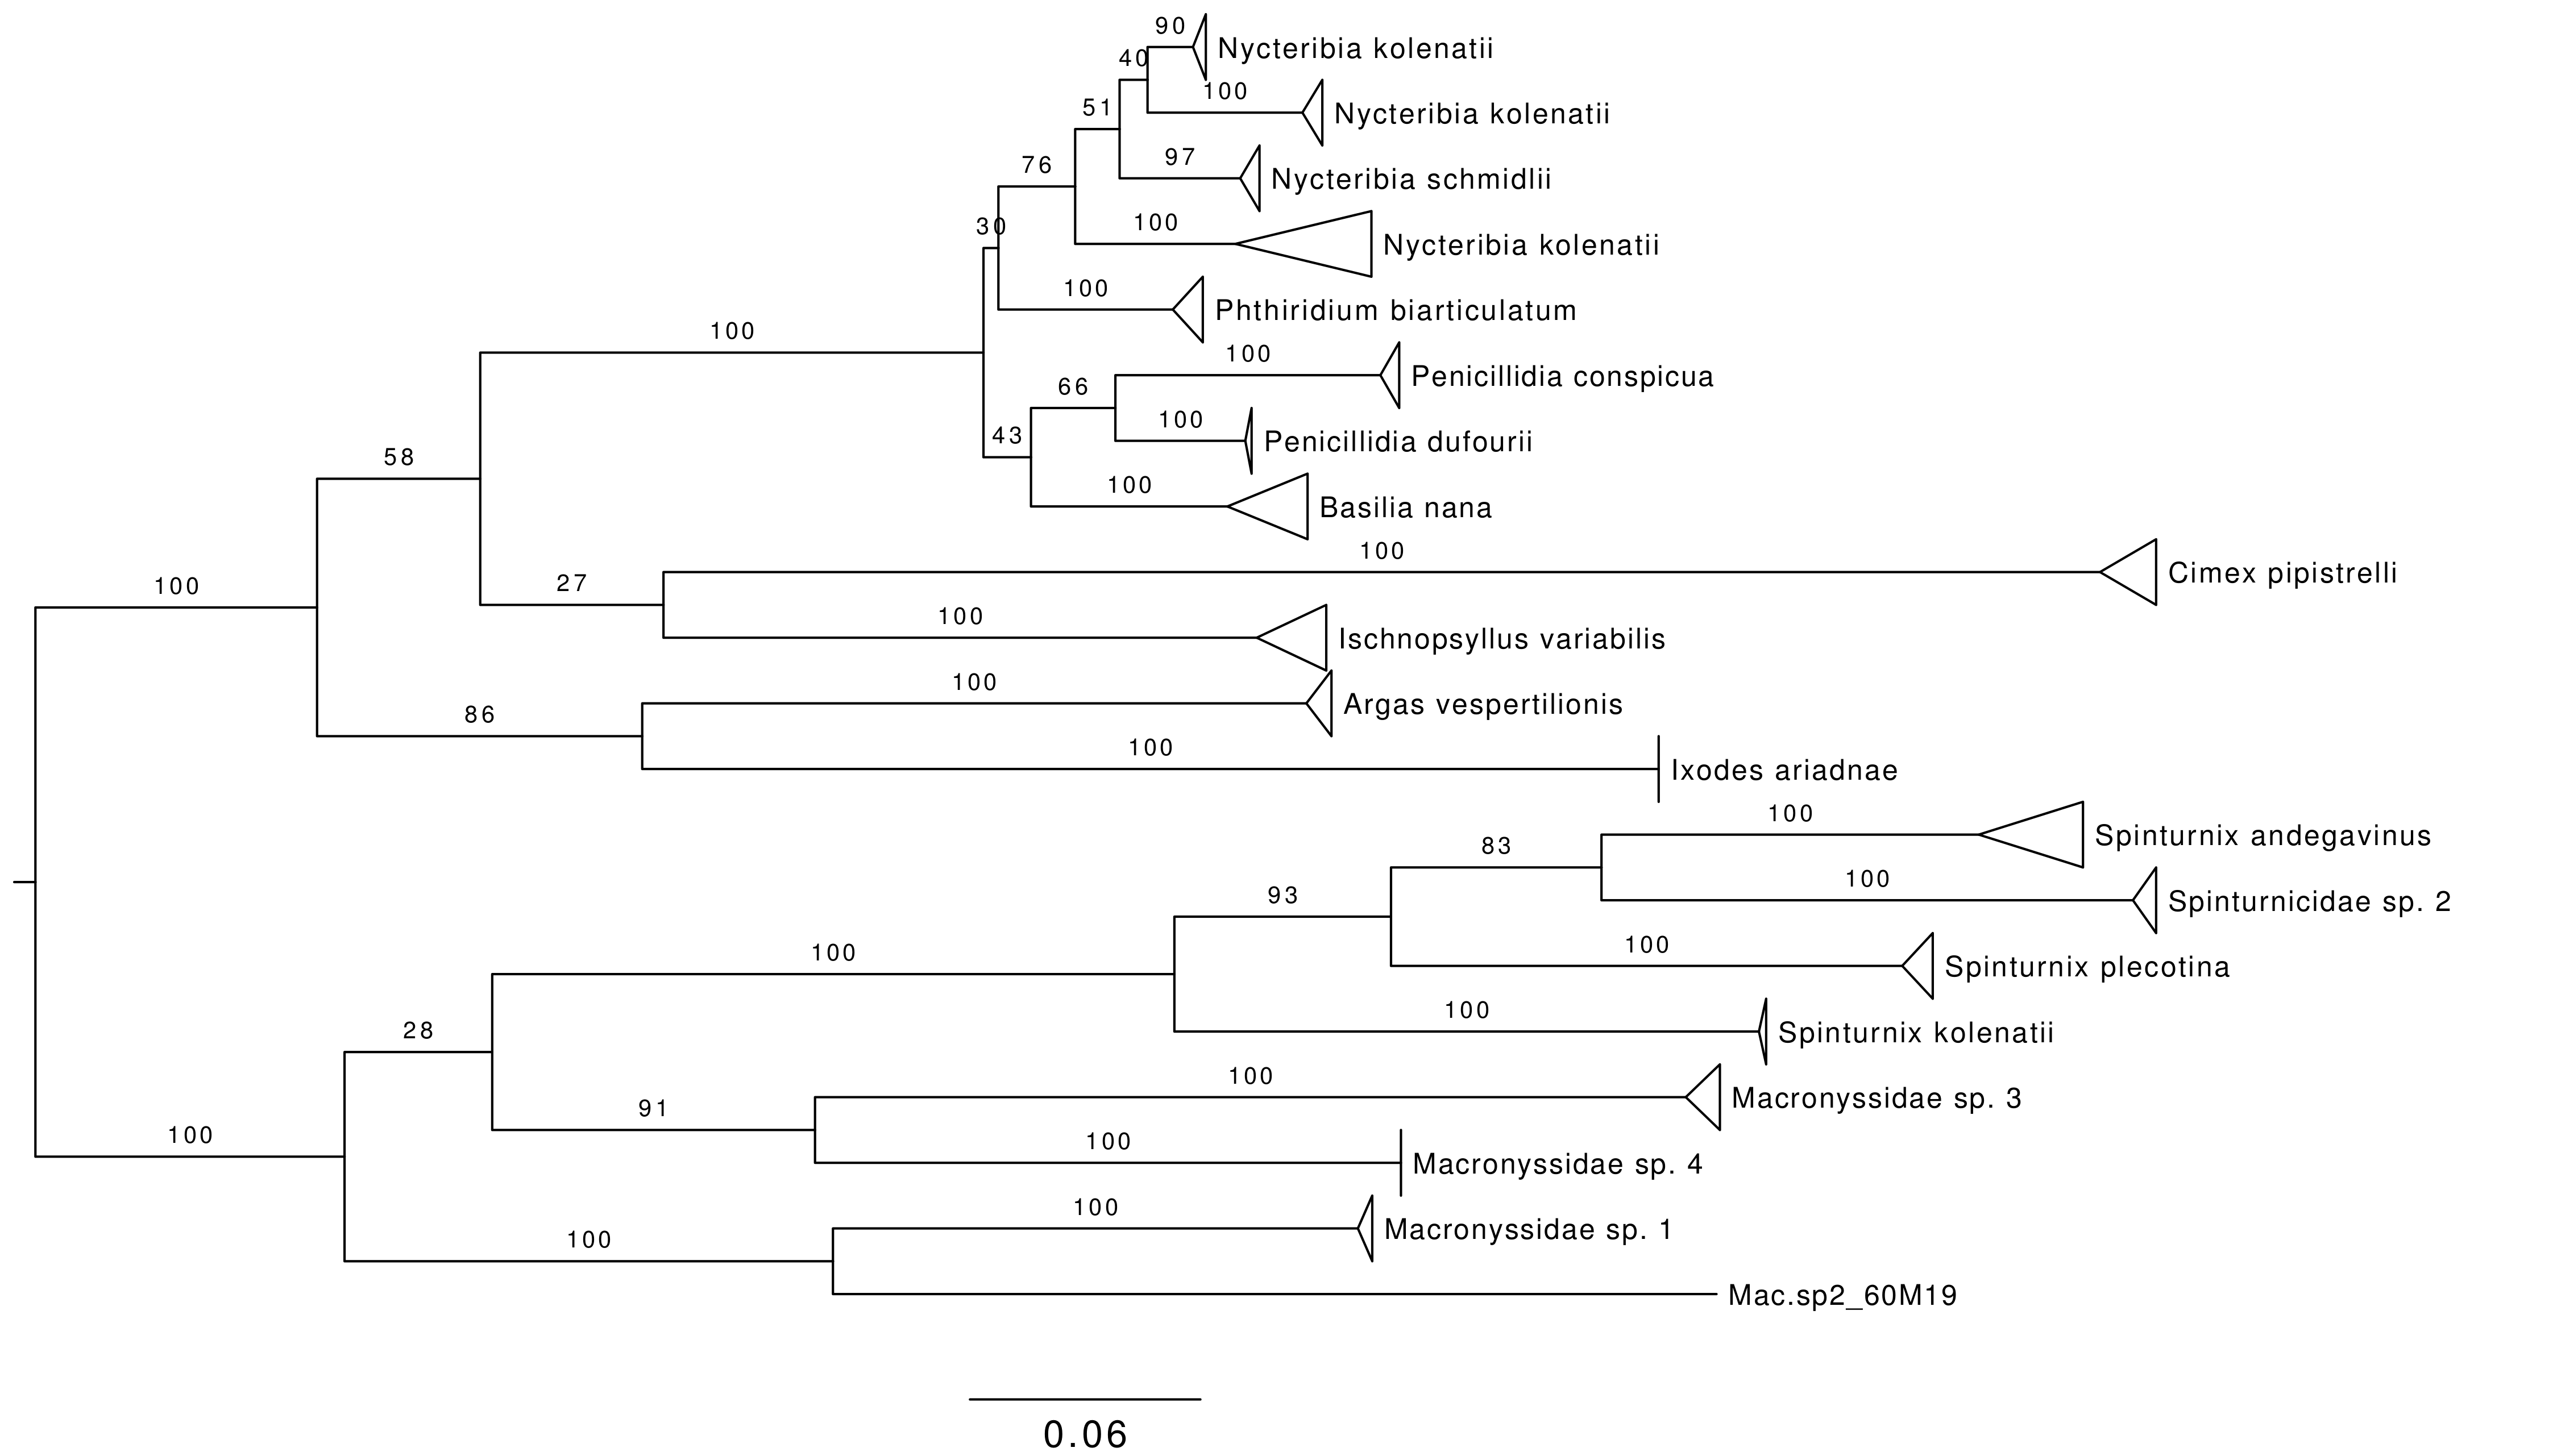 90
Nycteribia kolenatii
40
100
Nycteribia kolenatii
51
97
Nycteribia schmidlii
76
100
Nycteribia kolenatii
30
100
Phthiridium biarticulatum
100
100
Penicillidia conspicua
66
100
Penicillidia dufourii
43
100
Basilia nana
58
100
Cimex pipistrelli
27
100
100
Ischnopsyllus variabilis
100
Argas vespertilionis
86
100
Ixodes ariadnae
100
Spinturnix andegavinus
83
100
Spinturnicidae sp. 2
93
100
Spinturnix plecotina
100
100
Spinturnix kolenatii
28
100
Macronyssidae sp. 3
91
100
100
Macronyssidae sp. 4
100
Macronyssidae sp. 1
100
Mac.sp2_60M19
0.06